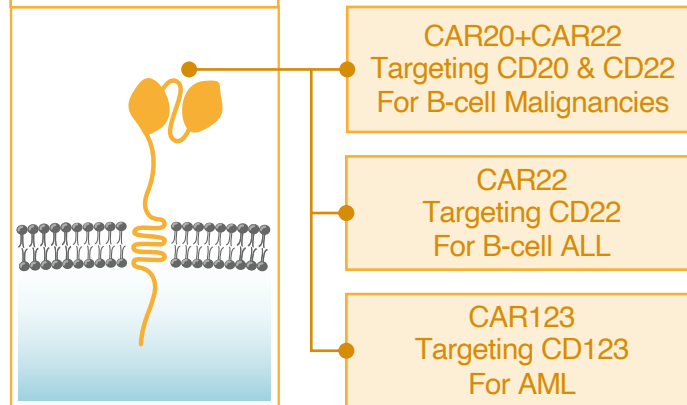 CAR20+CAR22
Targeting CD20 & CD22
For B-cell Malignancies
CAR22
Targeting CD22
For B-cell ALL
CAR123
Targeting CD123
For AML